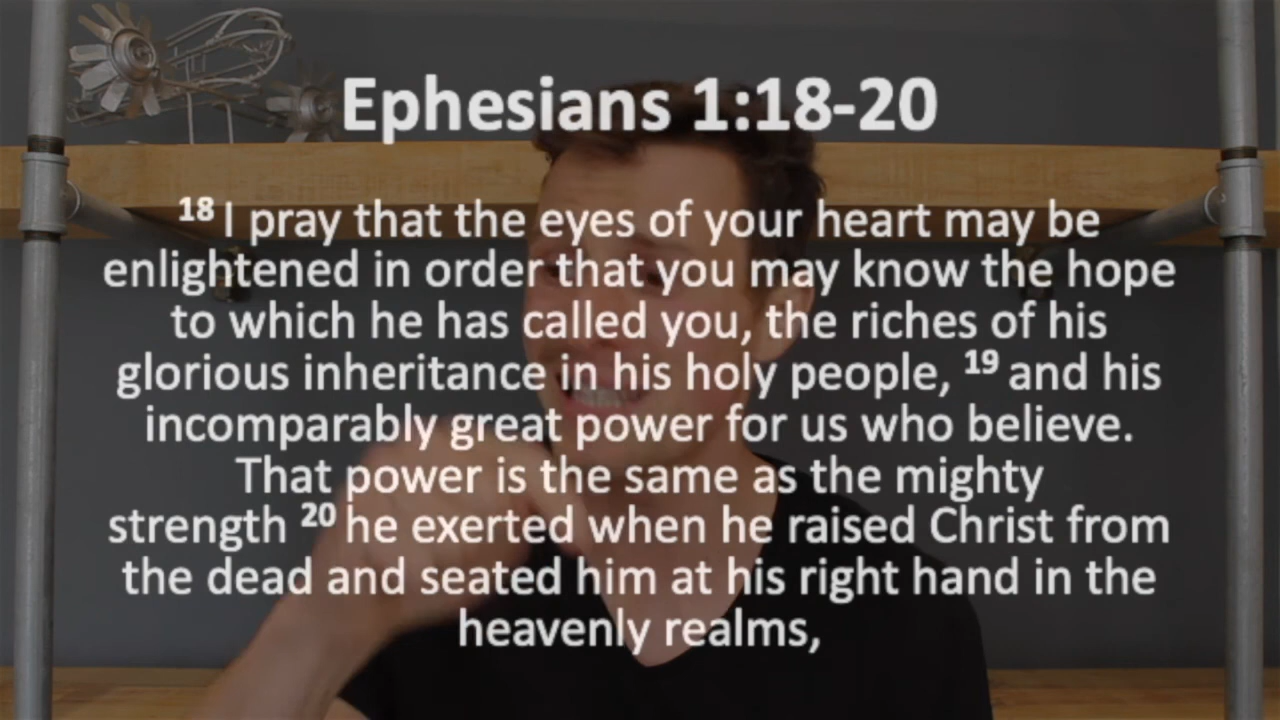 Ephesians 1:18-20
18 I pray that the eyes of your heart may be
enlightened in order that you may know the hope
to which he has called you, the riches of his
glorious inheritance in his holy people, 19 and his
incomparably great power for us who believe.
That power is the same as the mighty
strength 20 he exerted when he raised Christ from
the dead and seated him at his right hand in the
heavenly realms,